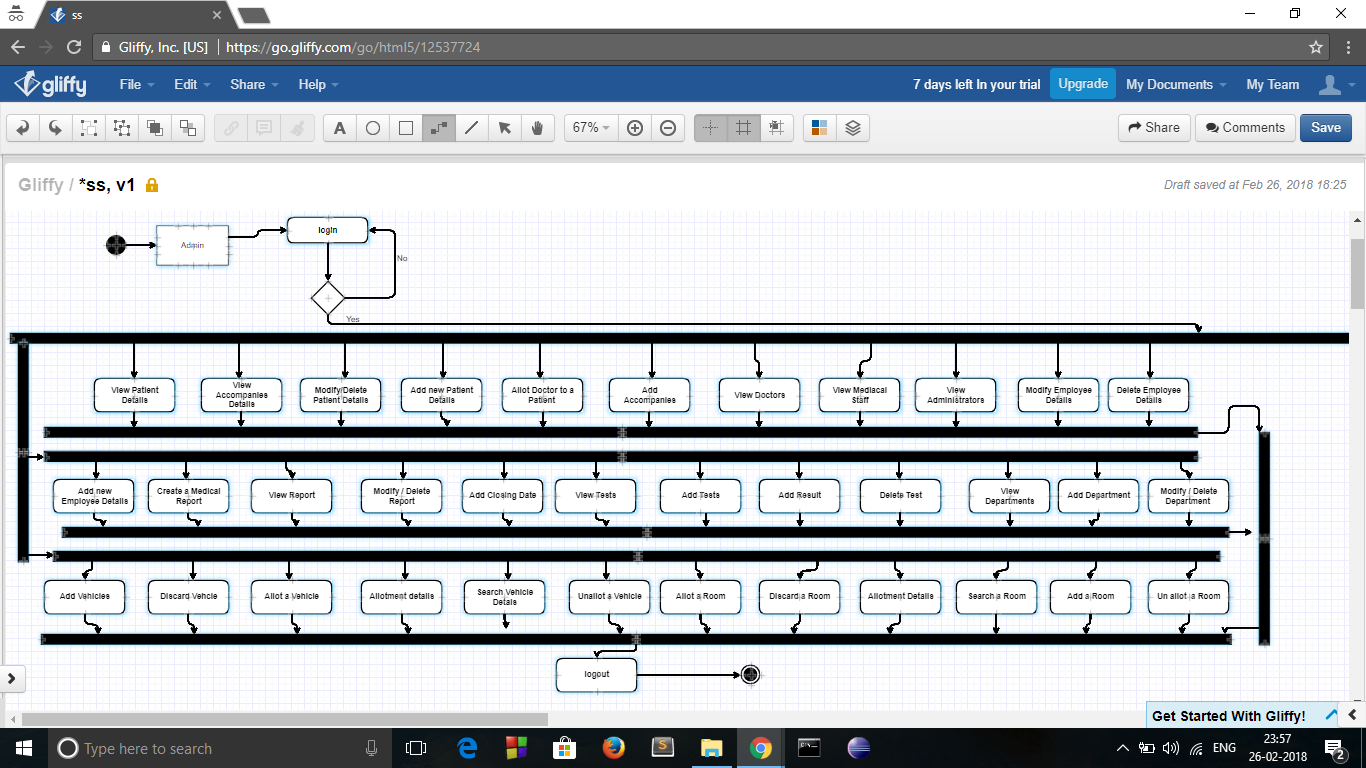 ss
Gliffy, Inc. [US]
https://go.gliffy.com/go/html5/12537724
gliffy
File
Edit
Share
Help
7 days left In your trial
Upgrade
My Documents
My Team
A
67%
Share
Comments
Save
Gliffy / *ss, v1
Draft saved at Feb 26, 2018 18:25
Admin
login
No
Yes
View Patient
Details
View
Accompanies
Details
Modify/Delete
Patient Details
Add new Patient
Details
Allot Doctor to a
Patient
Add
Accompanies
View Doctors
View Mediacal
Staff
View
Administrators
Modify Employee
Details
Delete Employee
Details
Add new
Employee Details
Create a Medical
Report
View Report
Modify / Delete
Report
Add Closing Date
View Tests
Add Tests
Add Result
Delete Test
View
Departments
Add Department
Modify / Delete
Department
Add Vehicles
Discard Vehcle
Allot a Vehicle
Allotment details
Search Vehicle
Details
Unallot a Vehicle
Allot a Room
Discard a Room
Allotment Details
Search a Room
Add a Room
Un allot a Room
logout
Get Started With Gliffy!
Type here to search
ENG
23:57
26-02-2018
2